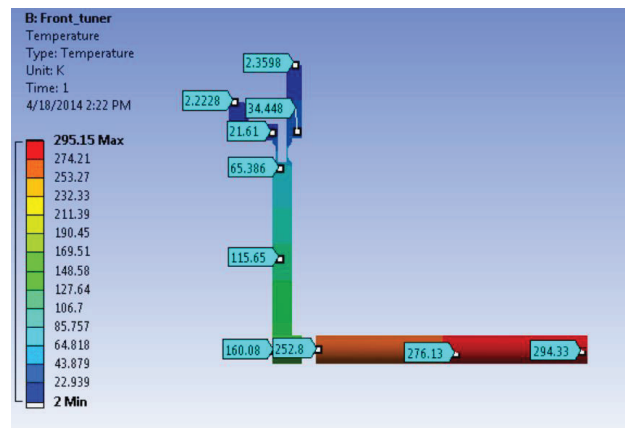 B: Front_tuner
Temperature
Type: Temperature
Unit: K
Time: 1
4/18/2014 2:22 PM
295.15 Max
274.21
253.27
232.33
211.39
190.45
169.51
148.58
127.64
106.7
85.757
64.818
43.879
22.939
2 Min
2.3598
2.2228
34.448
21.61
65.386
115.65
160.08
252.8
276.13
294.33